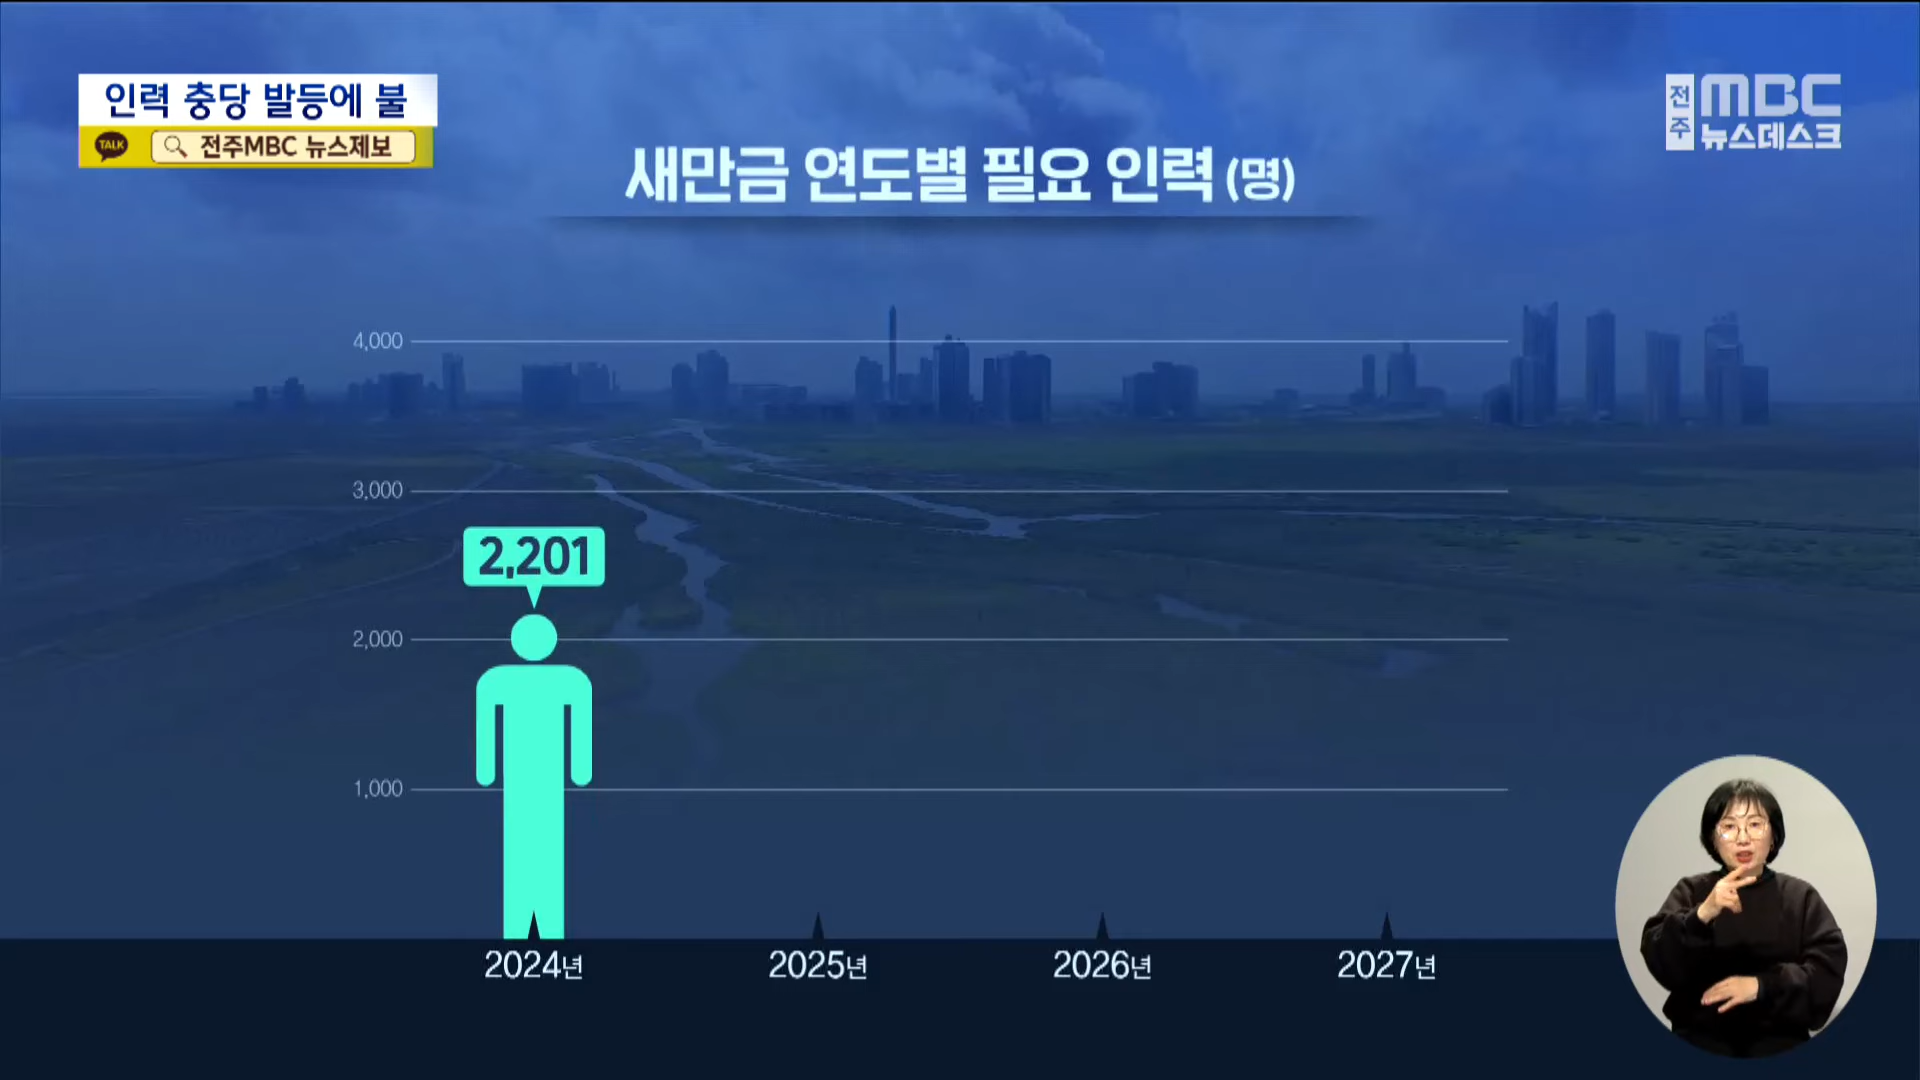 인력 충당 발등에 불
TALK 전주MBC 뉴스제보
전주 MBC
뉴스데스크
새만금 연도별 필요 인력 (명)
4,000
3,000
2,201
2,000
1,000
2024년 2025년 2026년 2027년